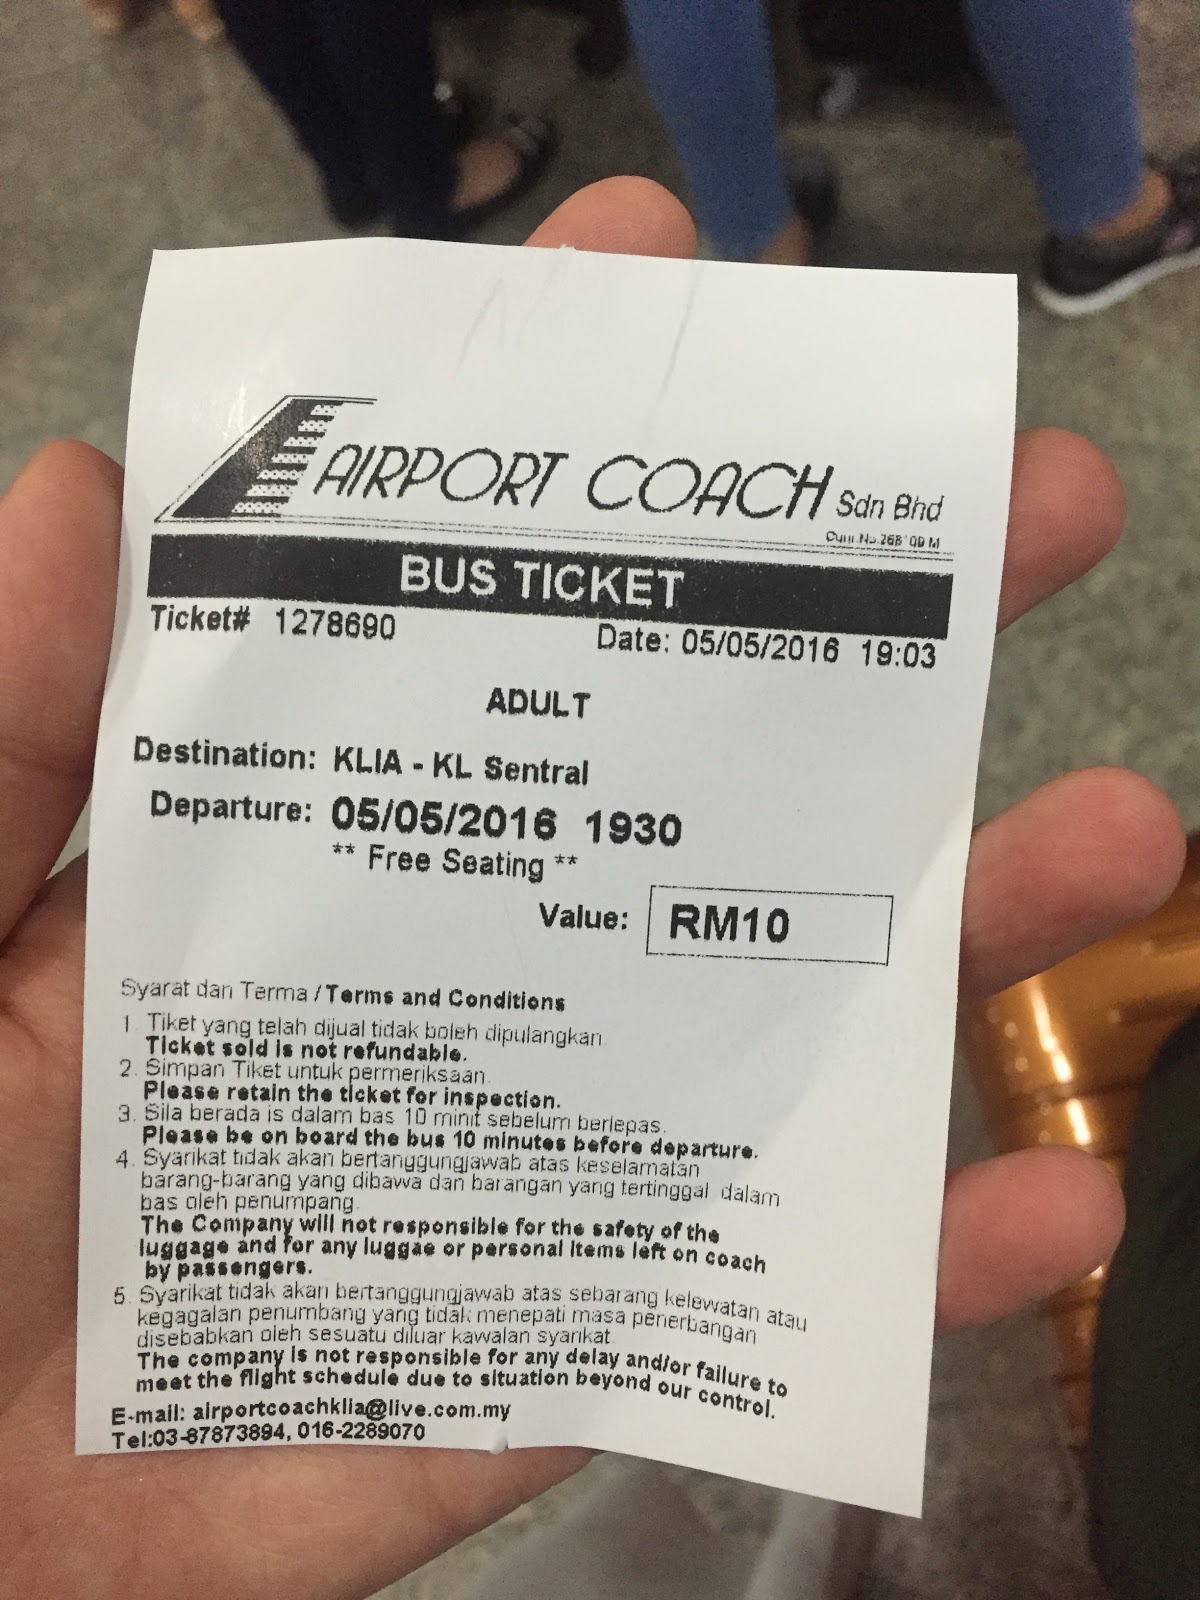 AIRPORT COACH Sdn Bhd
BUS TICKET
Ticket# 1278690 Date: 05/05/2016 19:03
ADULT
Destination: KLIA - KL Sentral
Departure: 05/05/2016 1930
** Free Seating **
Value: RM10
Syarat dan Terma / Terms and Conditions
1. Tiket yang telah dijual tidak boleh dipulangkan.
Ticket sold is not refundable.
2. Simpan Tiket untuk permeriksaan.
Please retain the ticket for inspection.
3. Sila berada is dalam bas 10 minit sebelum berlepas.
Please be on board the bus 10 minutes before departure.
4. Syarikat tidak akan bertanggungjawab atas keselamatan
barang-barang yang dibawa dan barangan yang tertinggal dalam
bas oleh penumpang.
The Company will not responsible for the safety of the
luggage and for any luggae or personal items left on coach
by passengers.
5. Syarikat tidak akan bertanggungjawab atas sebarang kelewatan atau
kegagalan penumbang yang tidak menepati masa penerbangan
disebabkan oleh sesuatu diluar kawalan syarikat.
The company is not responsible for any delay and/or failure to
meet the flight schedule due to situation beyond our control.
E-mail: airportcoachklia@live.com.my
Tel:03-87873894, 016-2289070